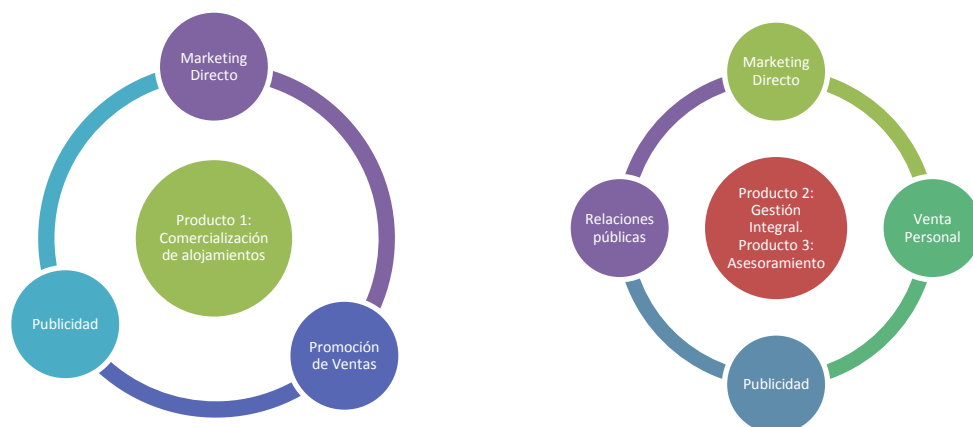 Marketing
Directo
Producto 1:
Comercialización
de alojamientos
Publicidad
Promoción
de Ventas
Marketing
Directo
Relaciones
públicas
Producto 2:
Gestión
Integral.
Producto 3:
Asesoramiento
Venta
Personal
Publicidad